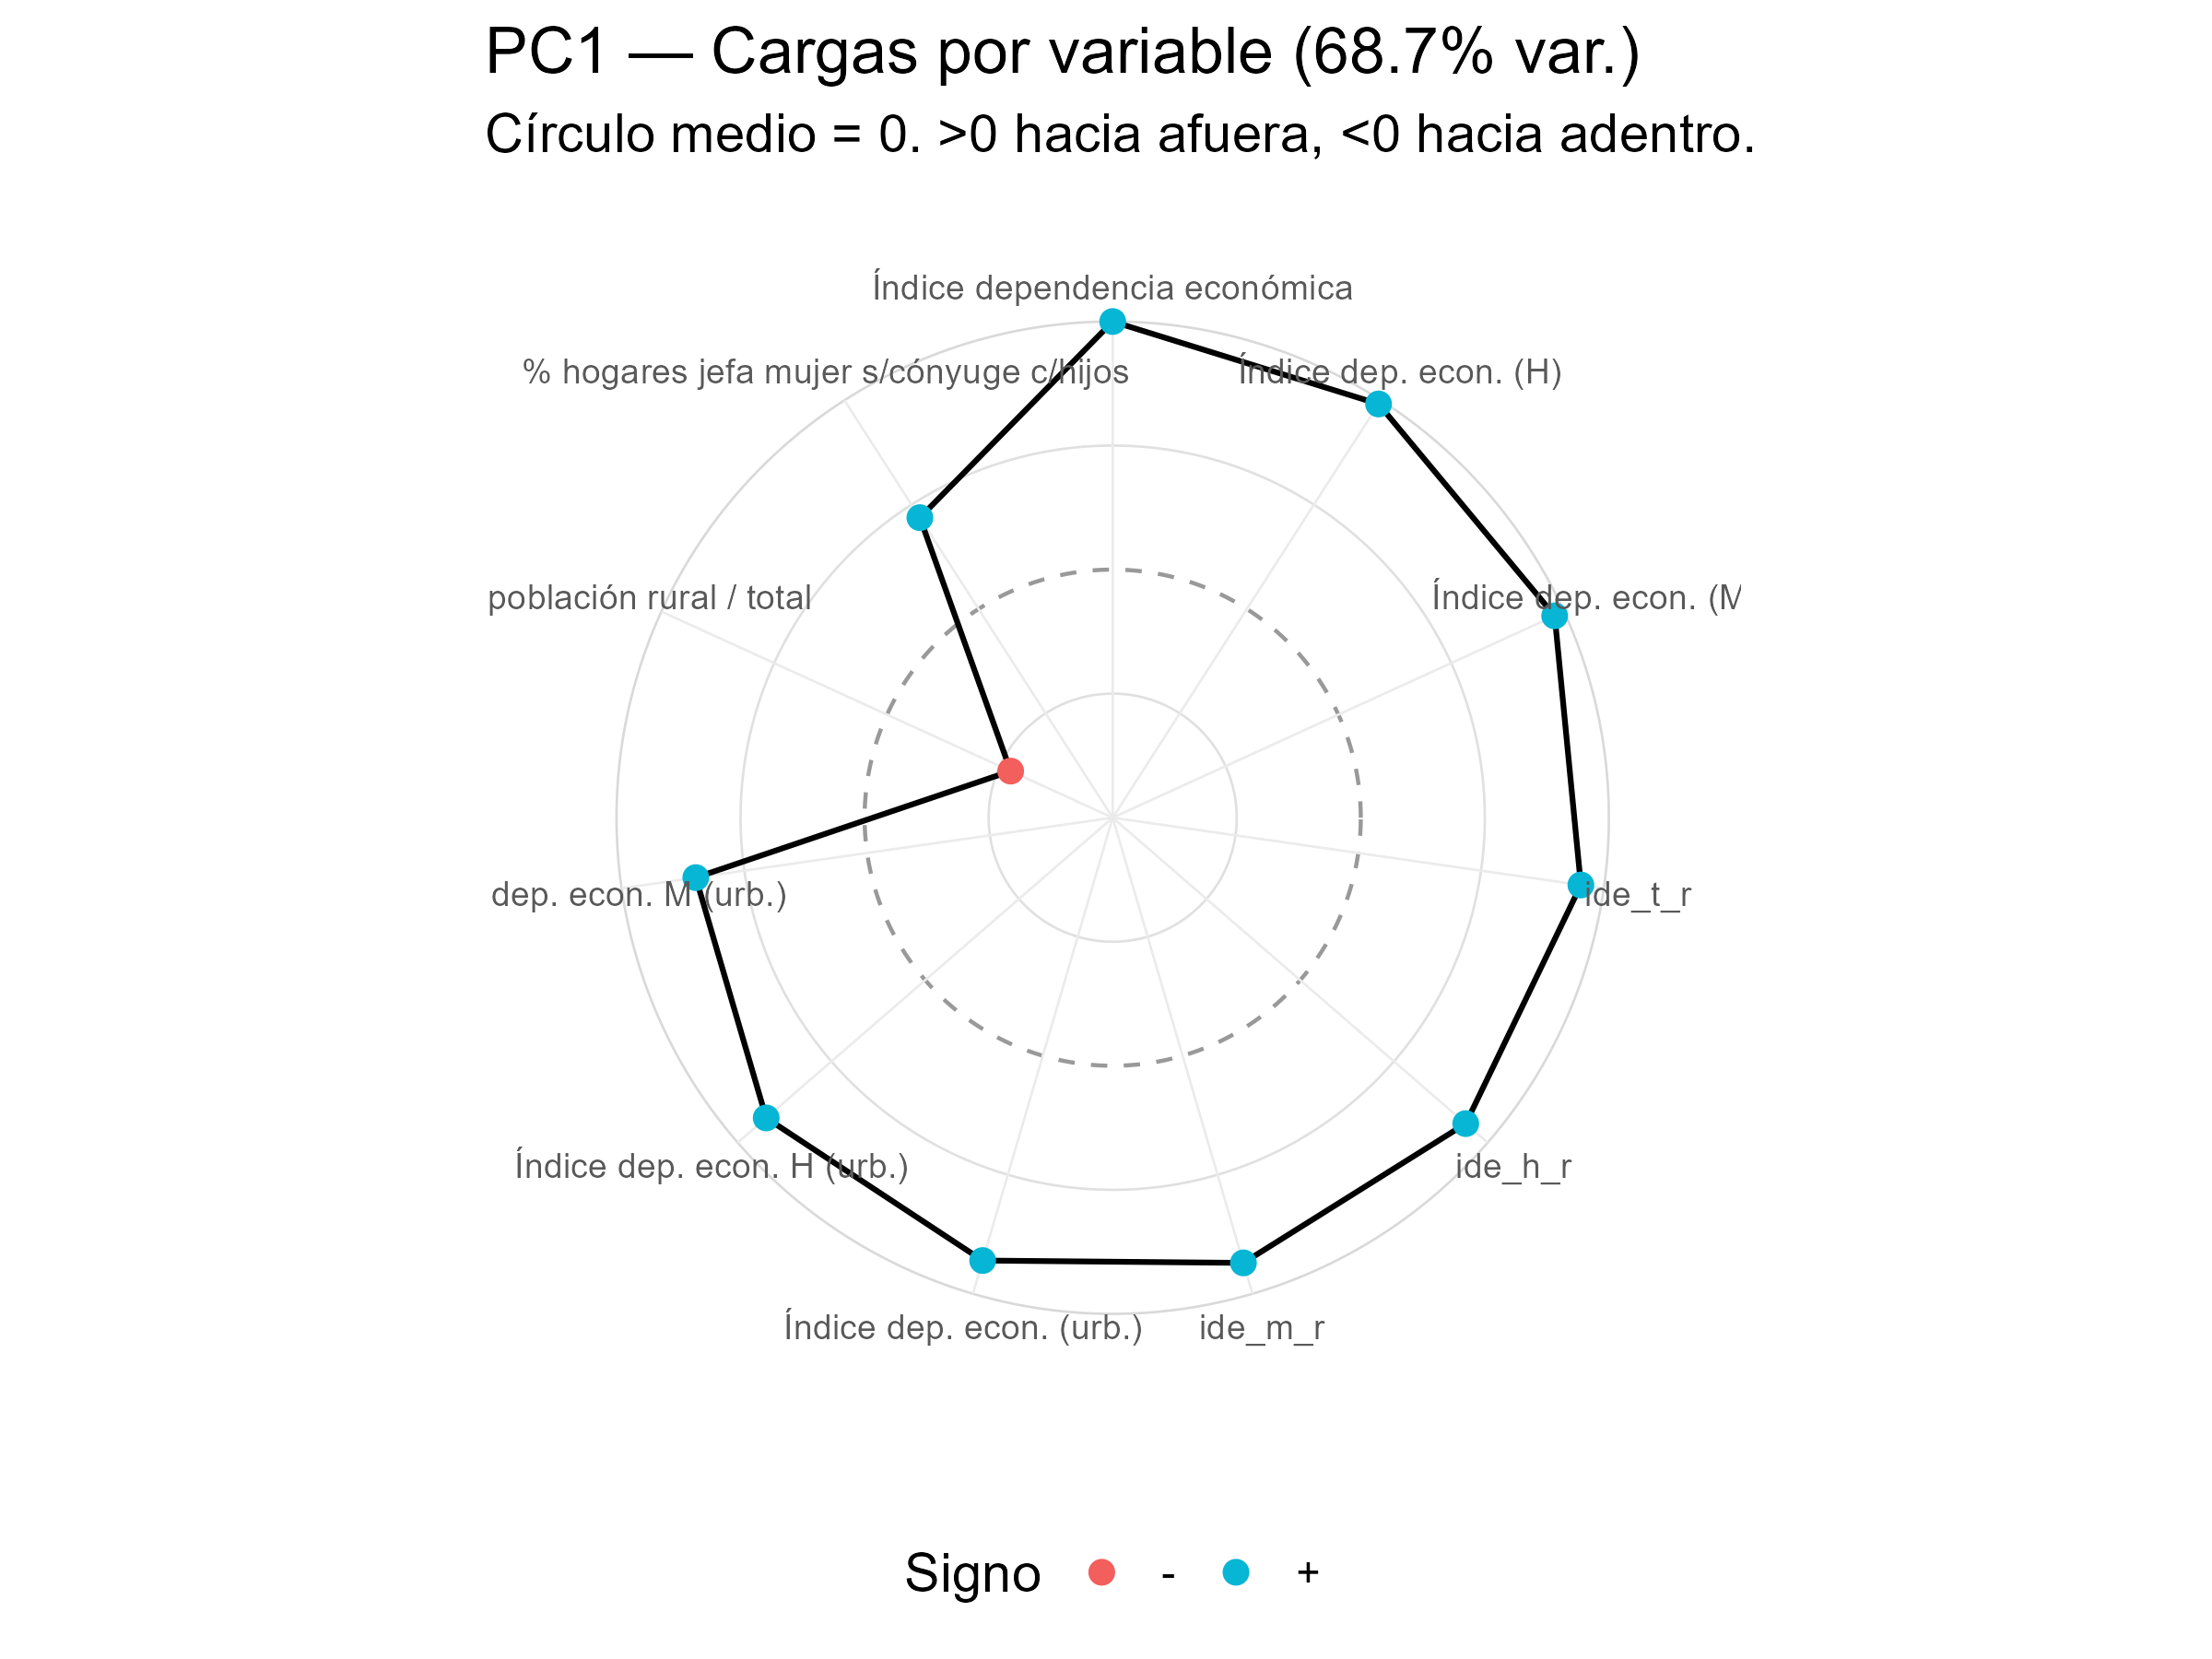 PC1 — Cargas por variable (68.7% var.)
Círculo medio = 0. >0 hacia afuera, <0 hacia adentro.
Índice dependencia económica
% hogares jefa mujer s/cónyuge c/hijos
Índice dep. econ. (H)
población rural / total
Índice dep. econ. (M
dep. econ. M (urb.)
ide_t_r
Índice dep. econ. H (urb.)
ide_h_r
Índice dep. econ. (urb.)
ide_m_r
Signo - +